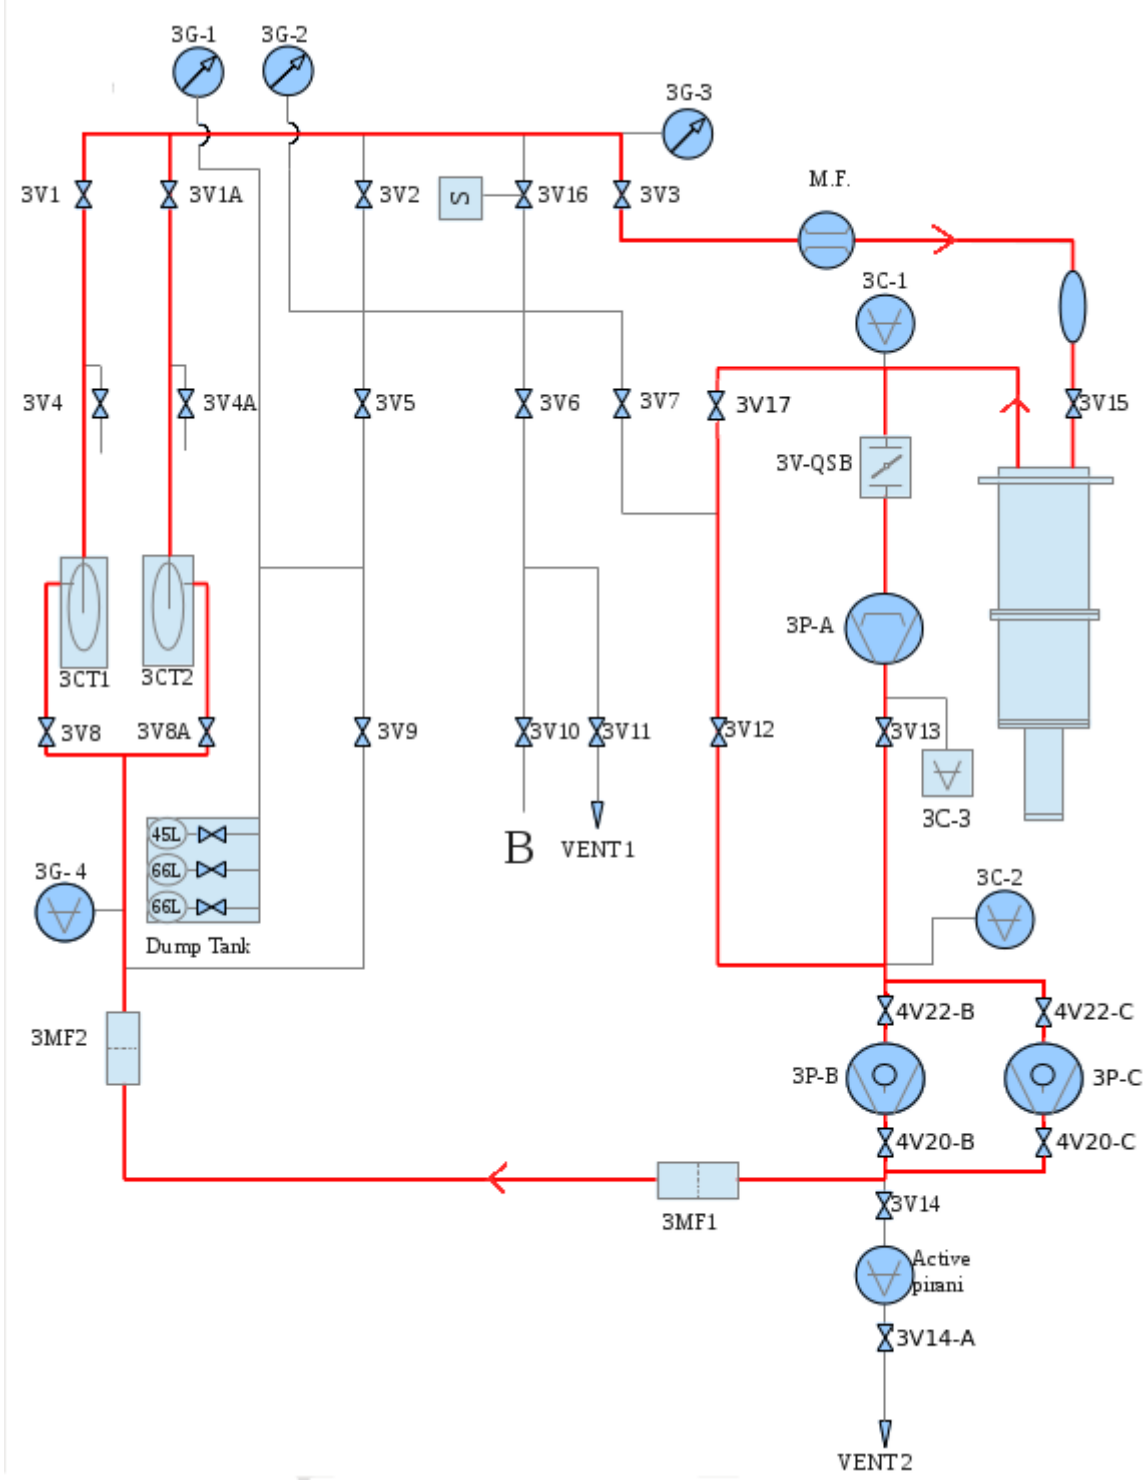 3G-1
3G-2
3G-3
3V1
3V1A
3V2
S
3V16
3V3
M.F.
3C-1
3V4
3V4A
3V5
3V6
3V7
3V17
3V15
3V-QSB
3P-A
3CT1
3CT2
3V8
3V8A
3V9
3V10
3V11
3V12
3V13
3C-3
45L
66L
66L
Dump Tank
B
VENT1
3G-4
3C-2
3MF2
4V22-B
4V22-C
3P-B
3P-C
4V20-B
4V20-C
3MF1
3V14
Active
pirani
3V14-A
VENT2